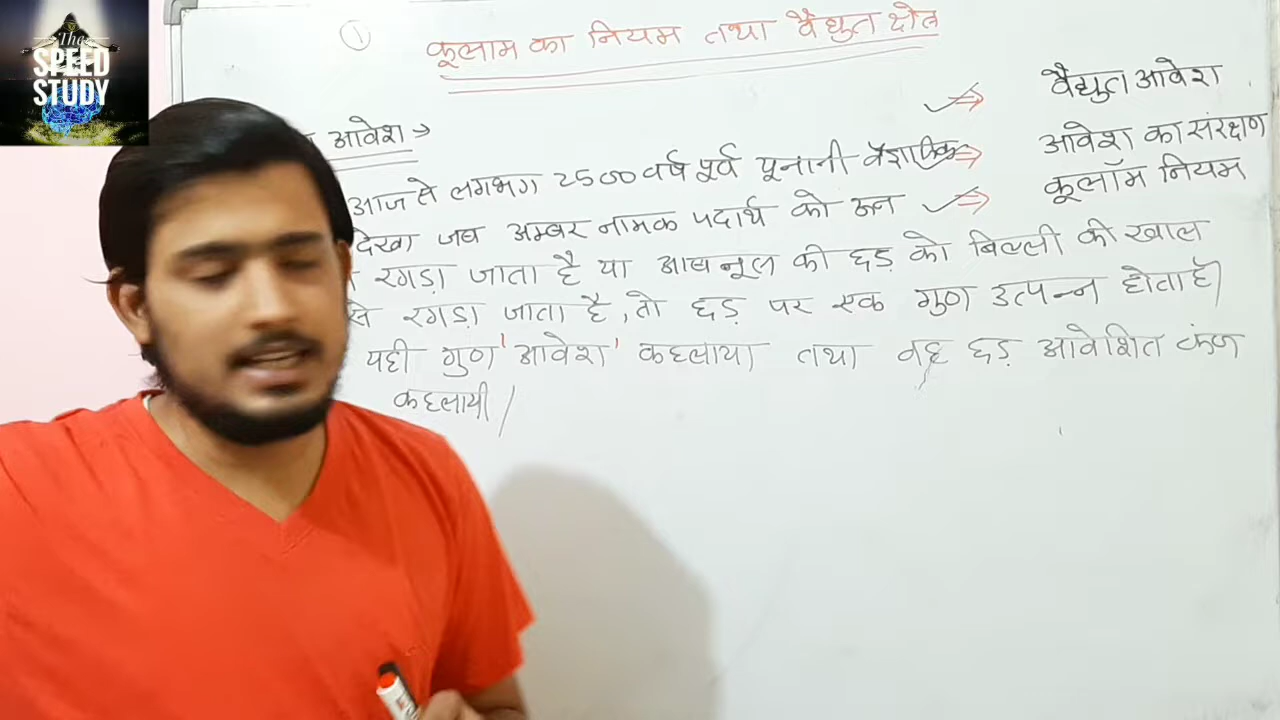 The
SPEED
STUDY
①
कूलाम का नियम तथा वैद्युत क्षेत्र
आवेश →
आज से लगभग 2500 वर्ष पूर्व यूनानी
देखा जब अम्बर नामक पदार्थ को ऊन
रगड़ा जाता है या आबनूस की छड़ को बिल्ली की खाल
से रगड़ा जाता है, तो छड़ पर एक गुण उत्पन्न होता है|
यही गुण 'आवेश' कहलाया तथा वह छड़ आवेशित
कहलायी|
✓⇒ वैद्युत आवेश
⇒ आवेश का संरक्षण
✓⇒ कूलॉम नियम